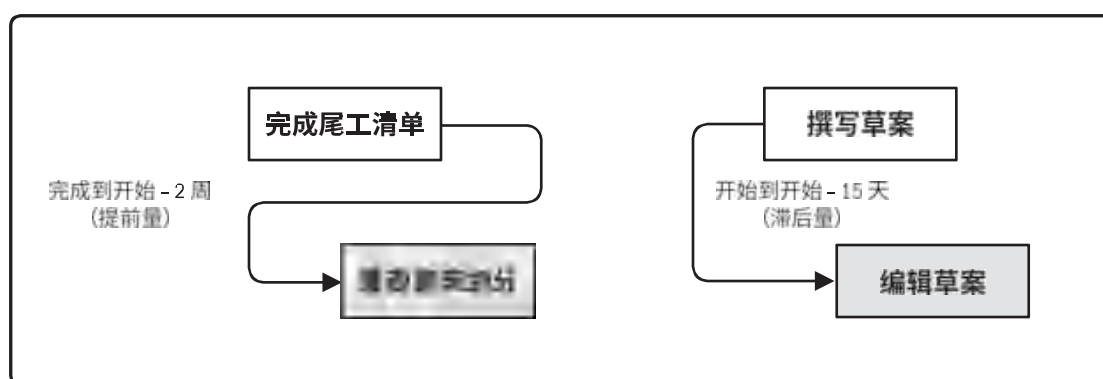 完成尾工清单
完成到开始 – 2 周
(提前量)
撰写草案
开始到开始 – 15 天
(滞后量)
编辑草案